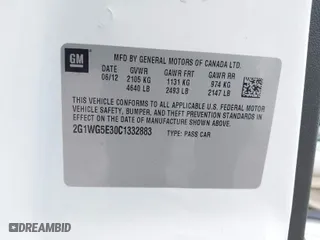 GM
MFD BY GENERAL MOTORS OF CANADA LTD.
DATE GVWR GAWR FRT GAWR RR
06/12 2105 KG 1131 KG 974 KG
4640 LB 2493 LB 2147 LB
THIS VEHICLE CONFORMS TO ALL APPLICABLE U.S. FEDERAL MOTOR
VEHICLE SAFETY, BUMPER, AND THEFT PREVENTION STANDARDS
IN EFFECT ON THE DATE OF MANUFACTURE SHOWN ABOVE.
2G1WG5E30C1332883 TYPE: PASS CAR
DREAMBID